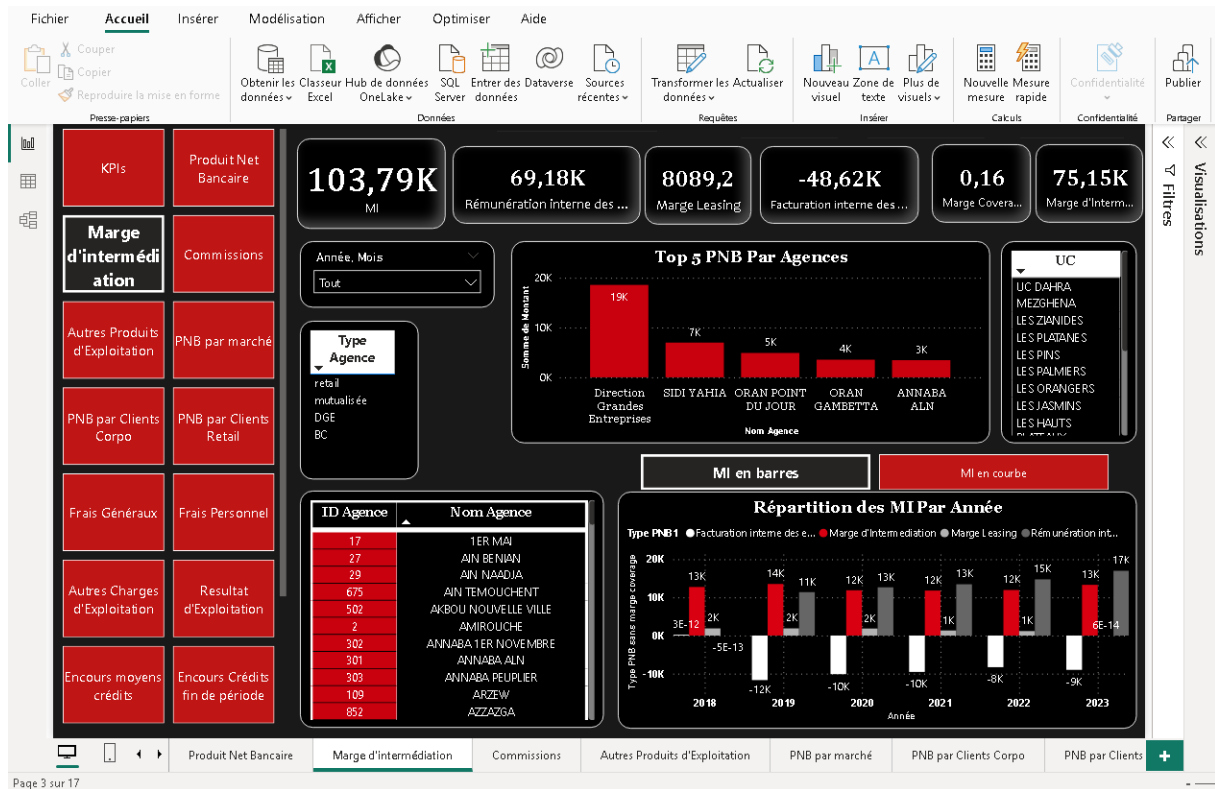 Fichier Accueil Insérer Modélisation Afficher Optimiser Aide
Coller
Couper
Copier
Reproduire la mise en forme
Presse-papiers
Obtenir les données
Classeur Excel
Hub de données OneLake
SQL Server
Entrer des données
Dataverse
Sources récentes
Données
Transformer les données
Actualiser
Requêtes
Nouveau visuel
Zone de texte
Plus de visuels
Insérer
Nouvelle mesure
Mesure rapide
Calculs
Confidentialité
Confidentialité
Publier
Partager
KPIs
Produit Net
Bancaire
Marge
d'intermédi
ation
Commissions
Autres Produits
d'Exploitation
PNB par marché
PNB par Clients
Corpo
PNB par Clients
Retail
Frais Généraux
Frais Personnel
Autres Charges
d'Exploitation
Resultat
d'Exploitation
Encours moyens
crédits
Encours Crédits
fin de période
103,79K
MI
69,18K
Rémunération interne des ...
8089,2
Marge Leasing
-48,62K
Facturation interne des ...
0,16
Marge Covera...
75,15K
Marge d'Interm...
Année, Mois
Tout
Type
Agence
retail
mutualisée
DGE
BC
Top 5 PNB Par Agences
Somme de Montant
20K
10K
0K
19K
7K
5K
4K
3K
Direction
Grandes
Entreprises
SIDI YAHIA
ORAN POINT
DU JOUR
ORAN
GAMBETTA
ANNABA
ALN
Nom Agence
UC
UC DAHRA
MEZGHENA
LES ZIANIDES
LES PLATANES
LES PINS
LES PALMIERS
LES ORANGERS
LES JASMINS
LES HAUTS
PLATEAUX
MI en barres
MI en courbe
ID Agence Nom Agence
17 1ER MAI
27 AIN BENIAN
29 AIN NAADJA
675 AIN TEMOUCHENT
502 AKBOU NOUVELLE VILLE
2 AMIROUCHE
302 ANNABA 1ER NOVEMBRE
301 ANNABA ALN
303 ANNABA PEUPLIER
109 ARZEW
852 AZZAZGA
Répartition des MI Par Année
Type PNB1 Facturation interne des e... Marge d'Intermediation Marge Leasing Rémunération int...
Type PNB sans marge coverage
20K
10K
0K
-10K
3E-12 13K 2K -5E-13
-12K 14K 2K 11K
-10K 12K 2K 13K
-10K 12K 1K 13K
-8K 12K 1K 15K
-9K 13K 6E-14 17K
2018 2019 2020 2021 2022 2023
Année
Filtres
Visualisations
Produit Net Bancaire Marge d'intermédiation Commissions Autres Produits d'Exploitation PNB par marché PNB par Clients Corpo PNB par Clients
Page 3 sur 17